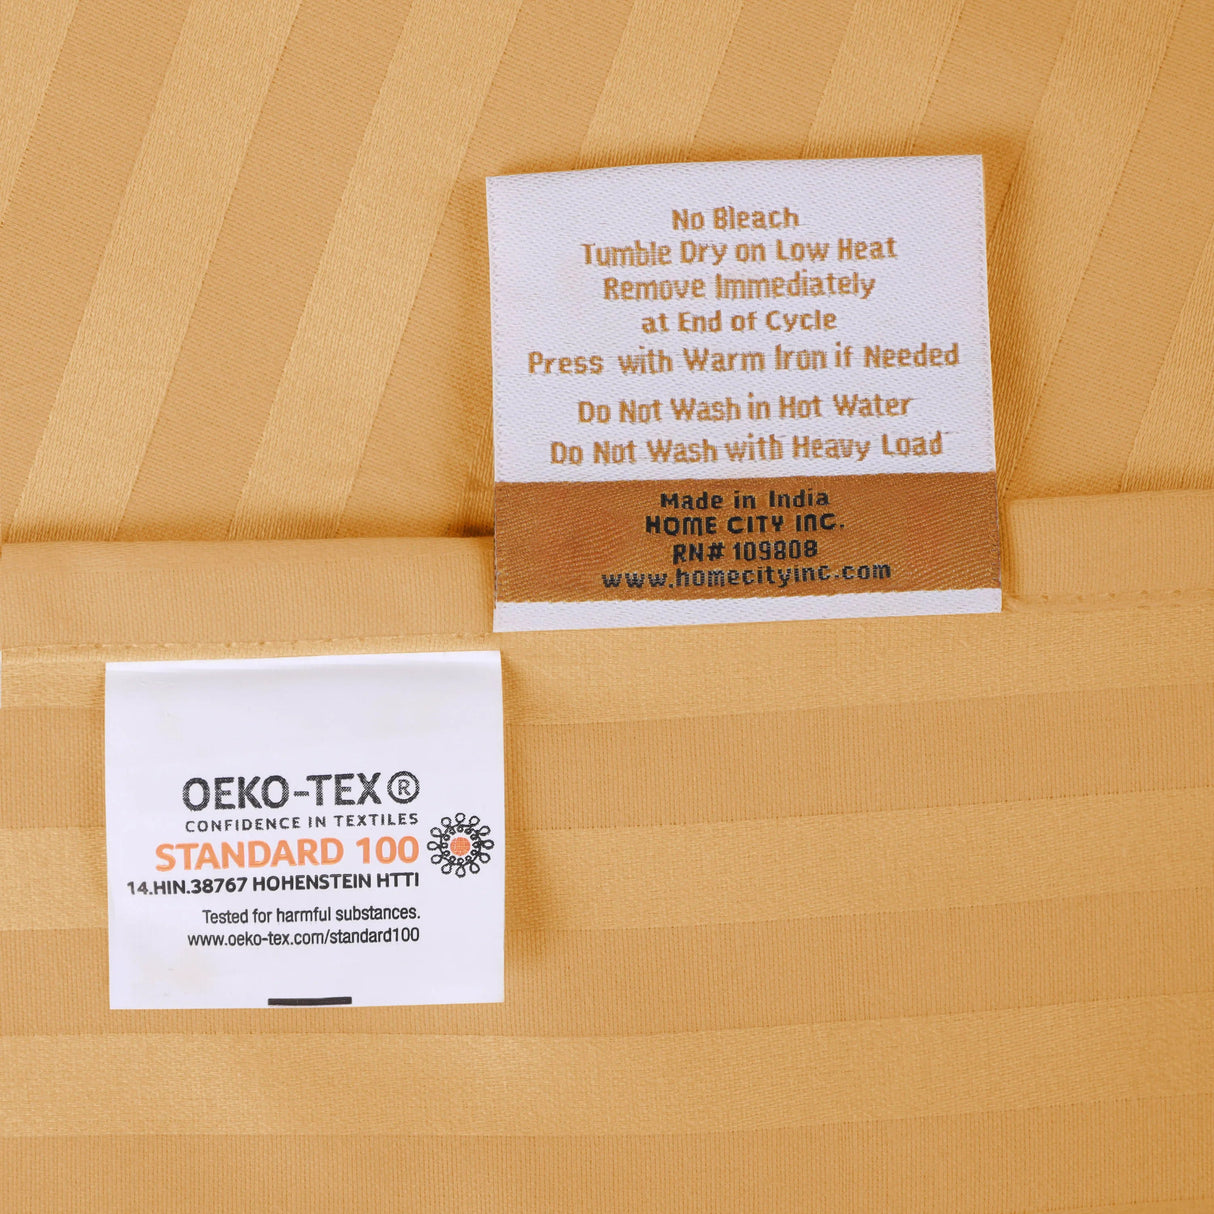 No Bleach
Tumble Dry on Low Heat
Remove Immediately
at End of Cycle
Press with Warm Iron if Needed
Do Not Wash in Hot Water
Do Not Wash with Heavy Load
Made in India
HOME CITY INC.
RN# 109808
www.homecityinc.com
OEKO-TEX®
CONFIDENCE IN TEXTILES
STANDARD 100
14.HIN.38767 HOHENSTEIN HTTI
Tested for harmful substances.
www.oeko-tex.com/standard100